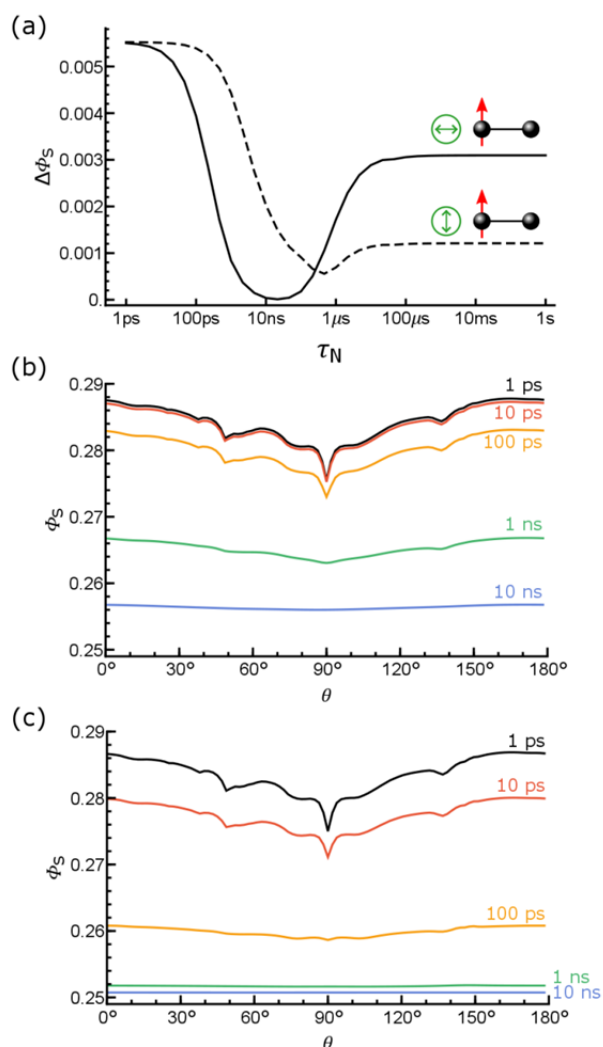 (a)
0.005
0.004
0.003
0.002
0.001
0.
ΔΦS
1ps 100ps 10ns 1μs 100μs 10ms 1s
τN
(b)
0.29
0.28
0.27
0.26
0.25
ΦS
1 ps
10 ps
100 ps
1 ns
10 ns
0° 30° 60° 90° 120° 150° 180°
θ
(c)
0.29
0.28
0.27
0.26
0.25
ΦS
1 ps
10 ps
100 ps
1 ns
10 ns
0° 30° 60° 90° 120° 150° 180°
θ